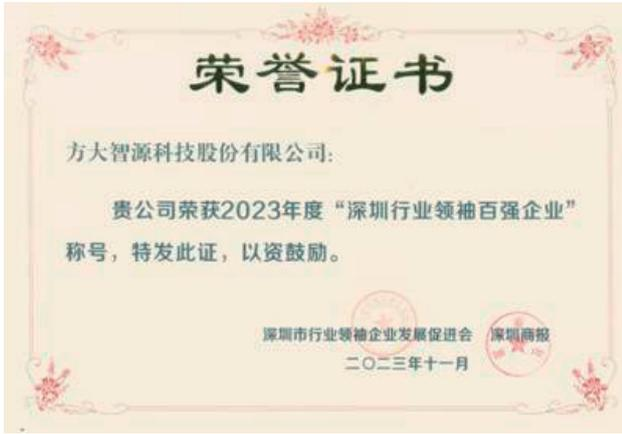 荣誉证书
方大智源科技股份有限公司：
贵公司荣获2023年度“深圳行业领袖百强企业”
称号，特发此证，以资鼓励。
深圳市行业领袖企业发展促进会 深圳商报
二〇二三年十一月